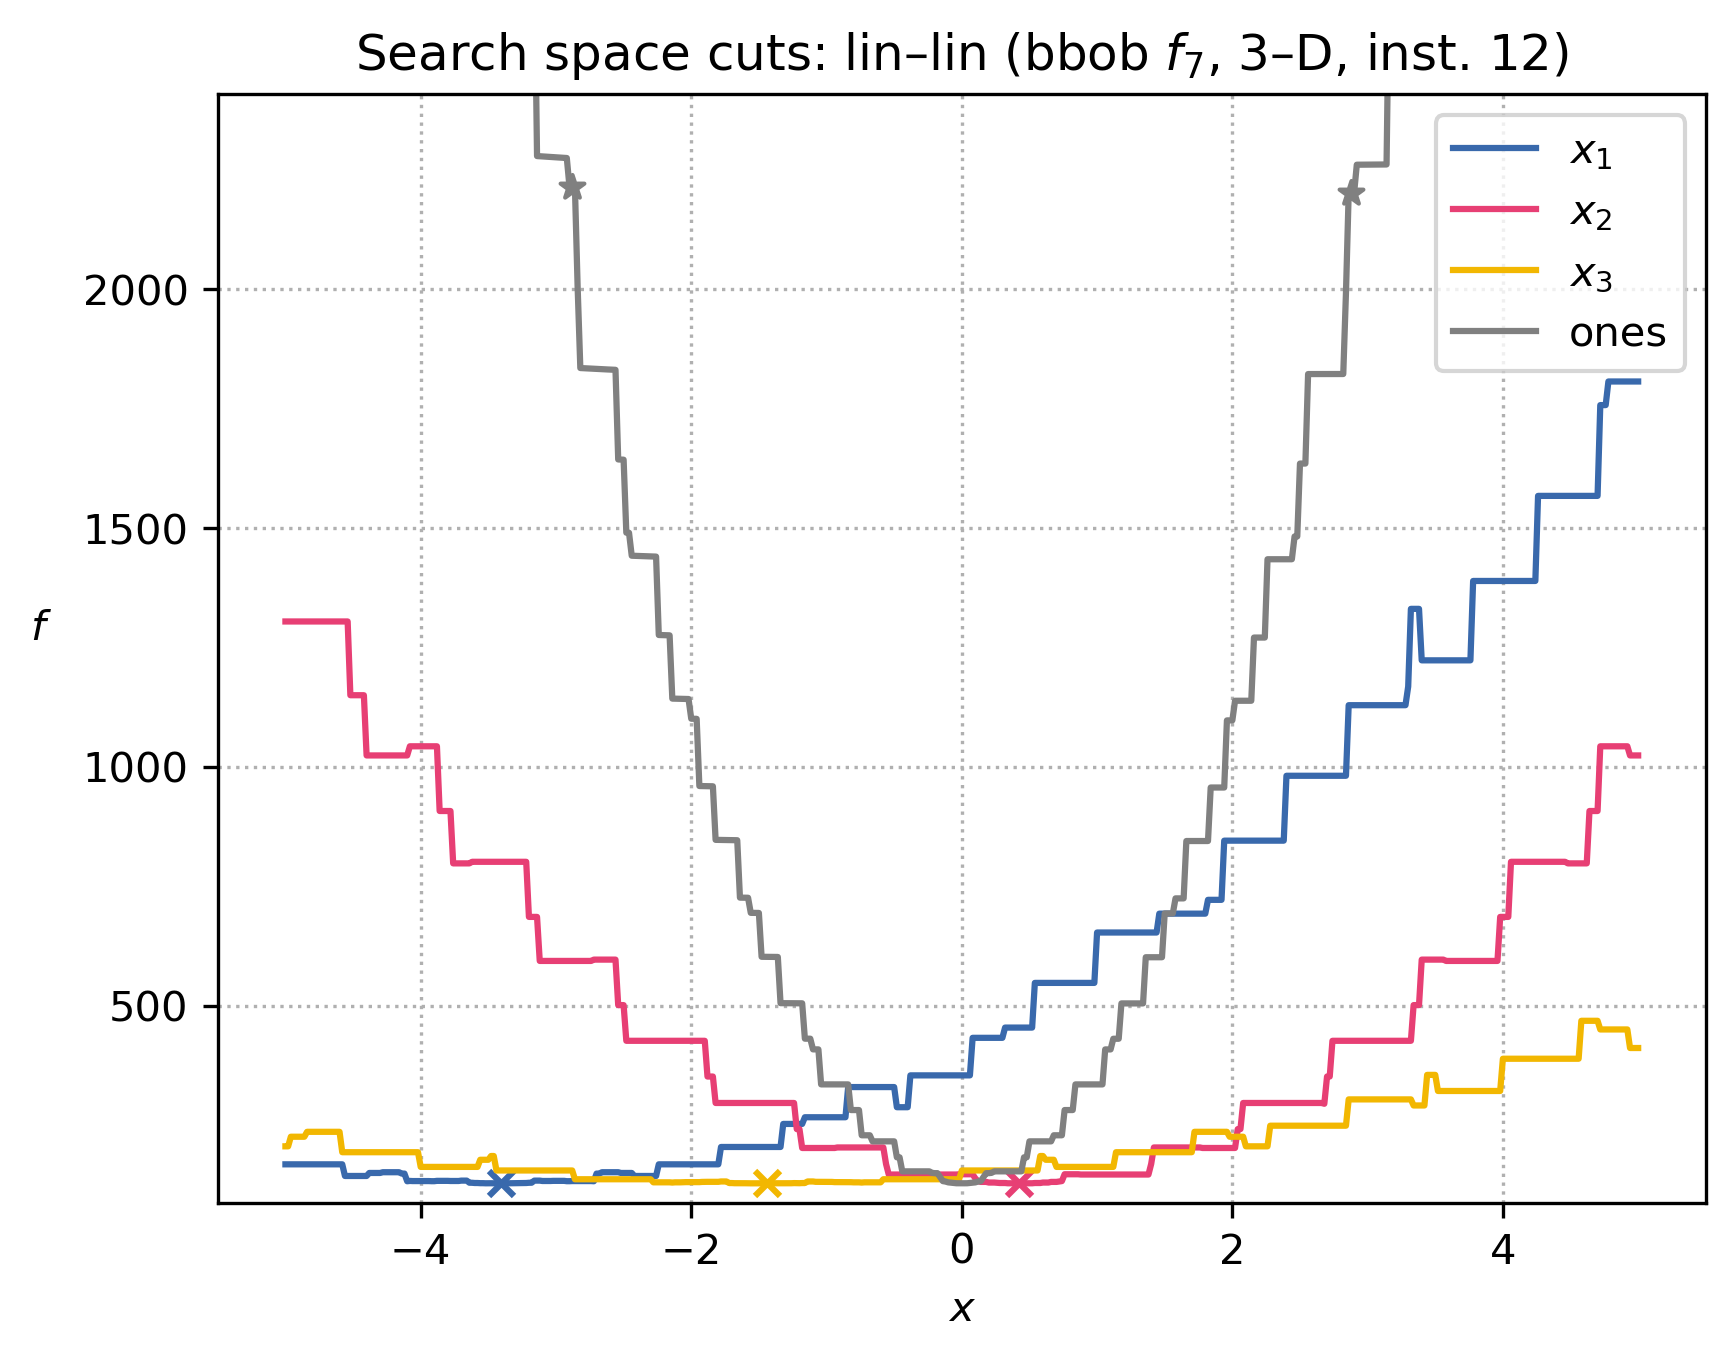 Search space cuts: lin–lin (bbob f₇, 3–D, inst. 12)
x₁
x₂
x₃
ones
f
2000
1500
1000
500
−4 −2 0 2 4
x